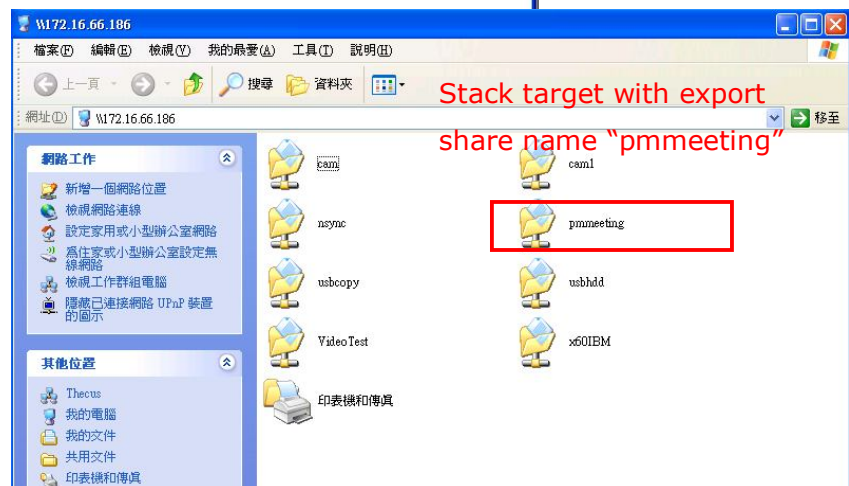 \\172.16.66.186
檔案(F) 編輯(E) 檢視(V) 我的最愛(A) 工具(T) 說明(H)
上一頁 搜尋 資料夾
Stack target with export
share name “pmmeeting”
網址(D) \\172.16.66.186 移至
網路工作
新增一個網路位置
檢視網路連線
設定家用或小型辦公室網路
爲住家或小型辦公室設定無
線網路
檢視工作群組電腦
隱藏已連接網路 UPnP 裝置
的圖示
其他位置
Thecus
我的電腦
我的文件
共用文件
印表機和傳真
cam
cam1
nsync
pmmeeting
usbcopy
usbhdd
VideoTest
x60IBM
印表機和傳真